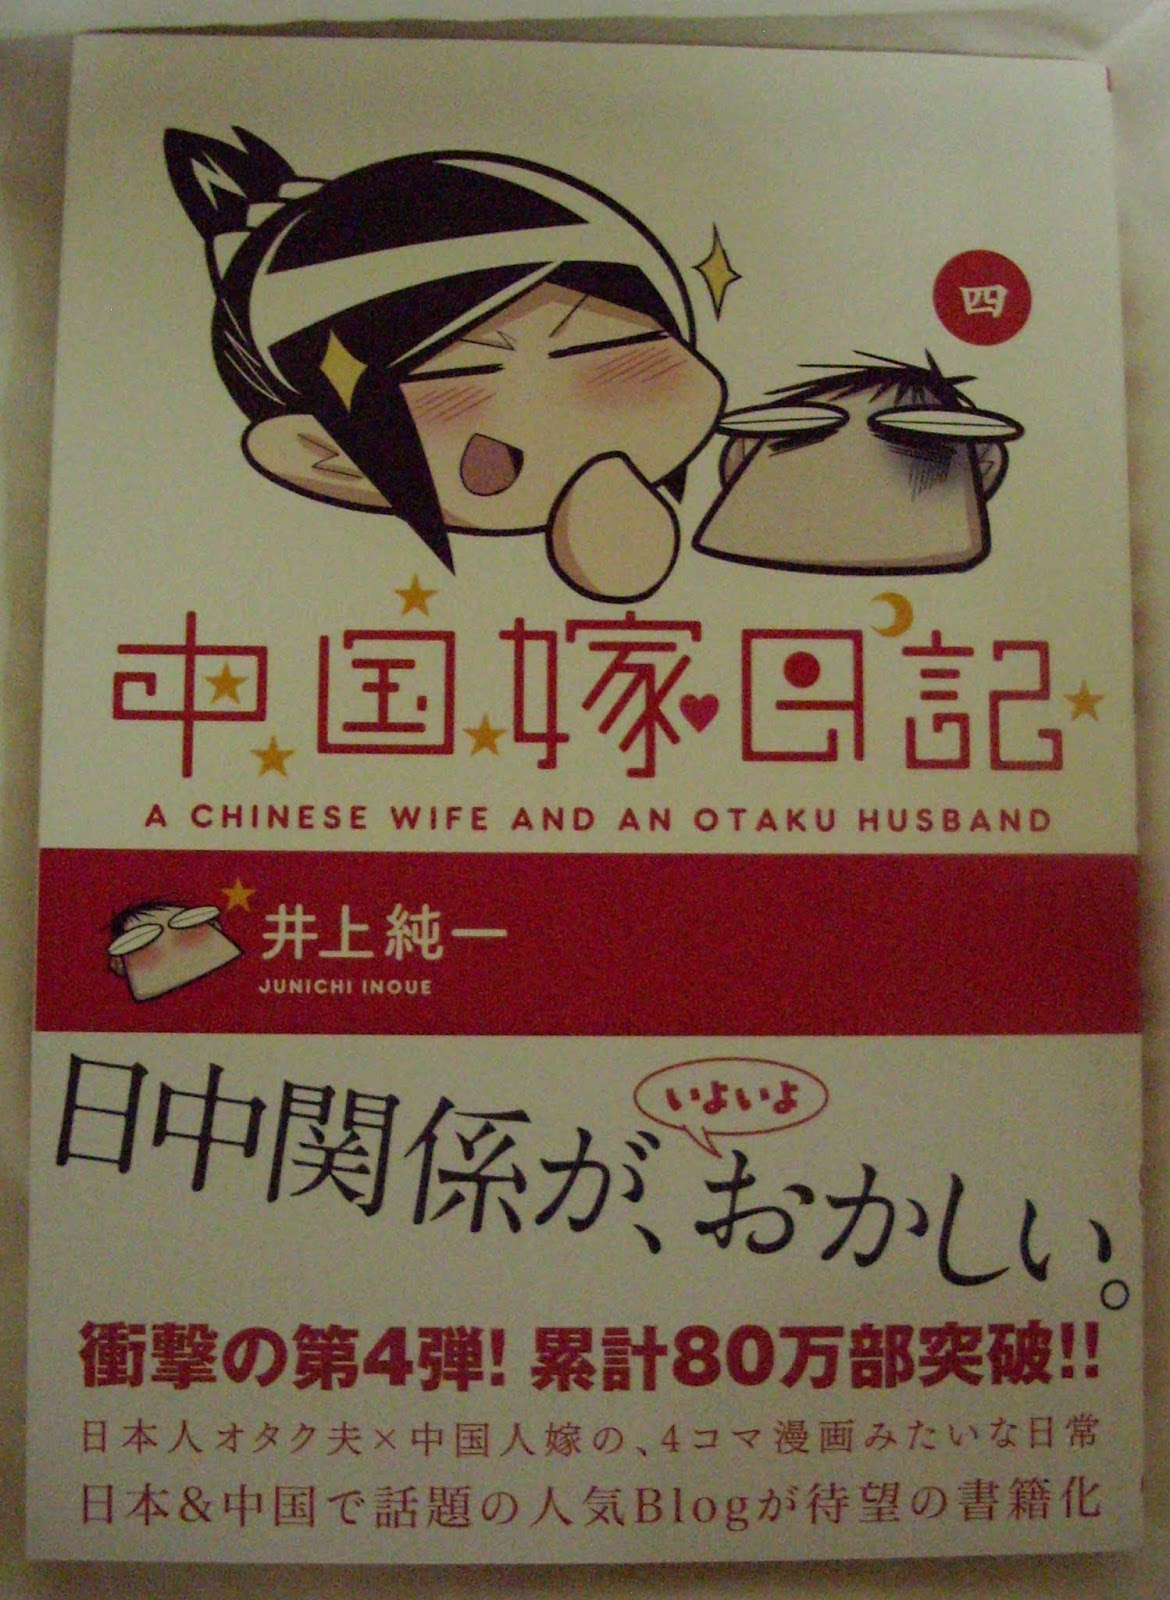 四
中国嫁日記
A CHINESE WIFE AND AN OTAKU HUSBAND
井上純一
JUNICHI INOUE
いよいよ
日中関係が、おかしい。
衝撃の第4弾! 累計80万部突破!!
日本人オタク夫×中国人嫁の、4コマ漫画みたいな日常
日本&中国で話題の人気Blogが待望の書籍化